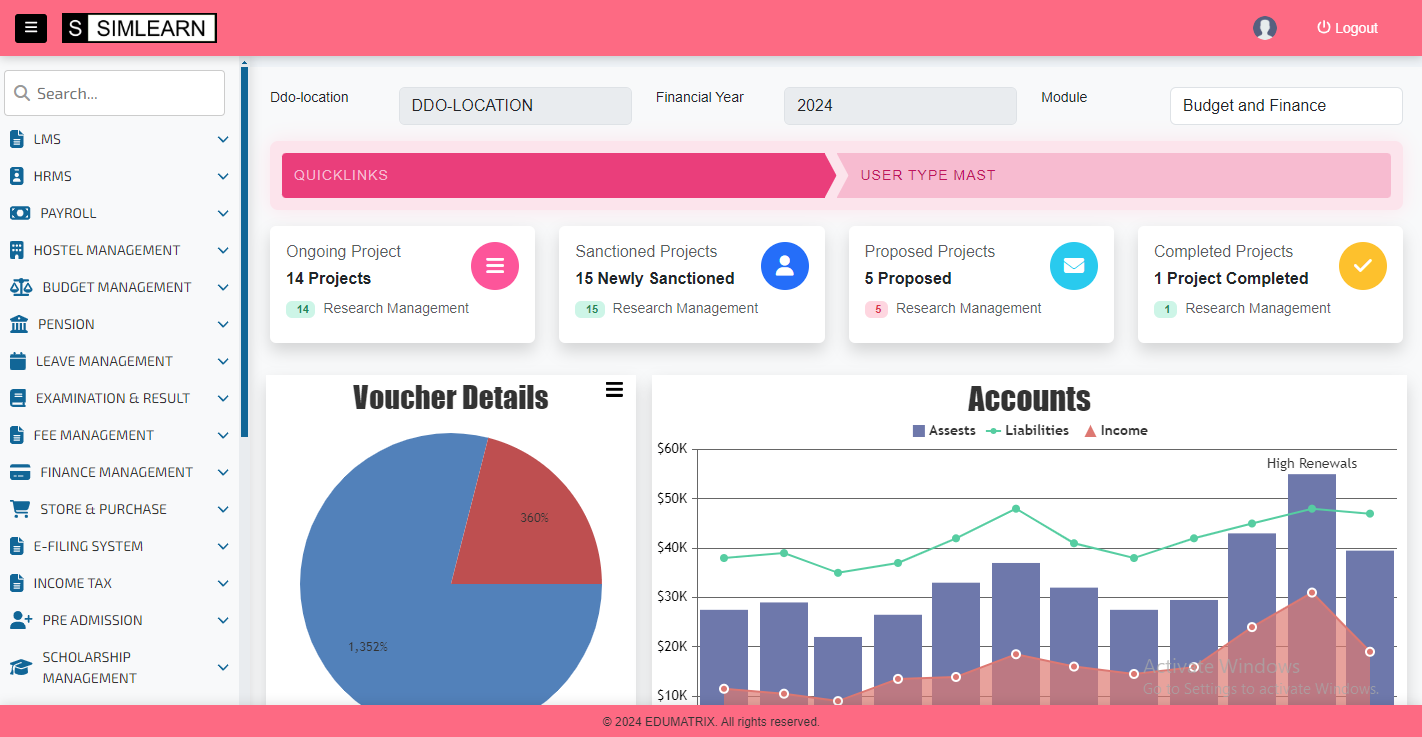 S SIMLEARN
Logout
Search...
LMS
HRMS
PAYROLL
HOSTEL MANAGEMENT
BUDGET MANAGEMENT
PENSION
LEAVE MANAGEMENT
EXAMINATION & RESULT
FEE MANAGEMENT
FINANCE MANAGEMENT
STORE & PURCHASE
E-FILING SYSTEM
INCOME TAX
PRE ADMISSION
SCHOLARSHIP
MANAGEMENT
Ddo-location
DDO-LOCATION
Financial Year
2024
Module
Budget and Finance
QUICKLINKS
USER TYPE MAST
Ongoing Project
14 Projects
14 Research Management
Sanctioned Projects
15 Newly Sanctioned
15 Research Management
Proposed Projects
5 Proposed
5 Research Management
Completed Projects
1 Project Completed
1 Research Management
Voucher Details
360%
1,352%
Accounts
Assests Liabilities Income
$60K
High Renewals
$50K
$40K
$30K
$20K
$10K
Activate Windows
Go to Settings to activate Windows.
© 2024 EDUMATRIX. All rights reserved.